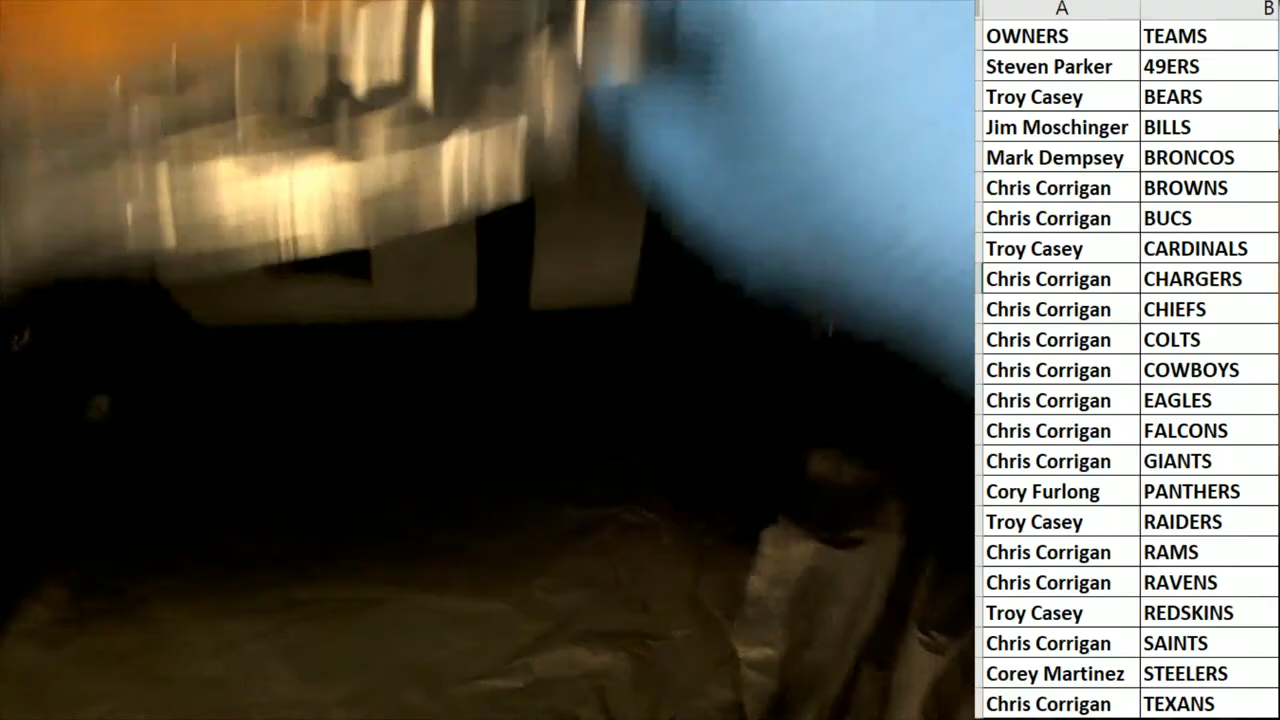 A B
OWNERS TEAMS
Steven Parker 49ERS
Troy Casey BEARS
Jim Moschinger BILLS
Mark Dempsey BRONCOS
Chris Corrigan BROWNS
Chris Corrigan BUCS
Troy Casey CARDINALS
Chris Corrigan CHARGERS
Chris Corrigan CHIEFS
Chris Corrigan COLTS
Chris Corrigan COWBOYS
Chris Corrigan EAGLES
Chris Corrigan FALCONS
Chris Corrigan GIANTS
Cory Furlong PANTHERS
Troy Casey RAIDERS
Chris Corrigan RAMS
Chris Corrigan RAVENS
Troy Casey REDSKINS
Chris Corrigan SAINTS
Corey Martinez STEELERS
Chris Corrigan TEXANS